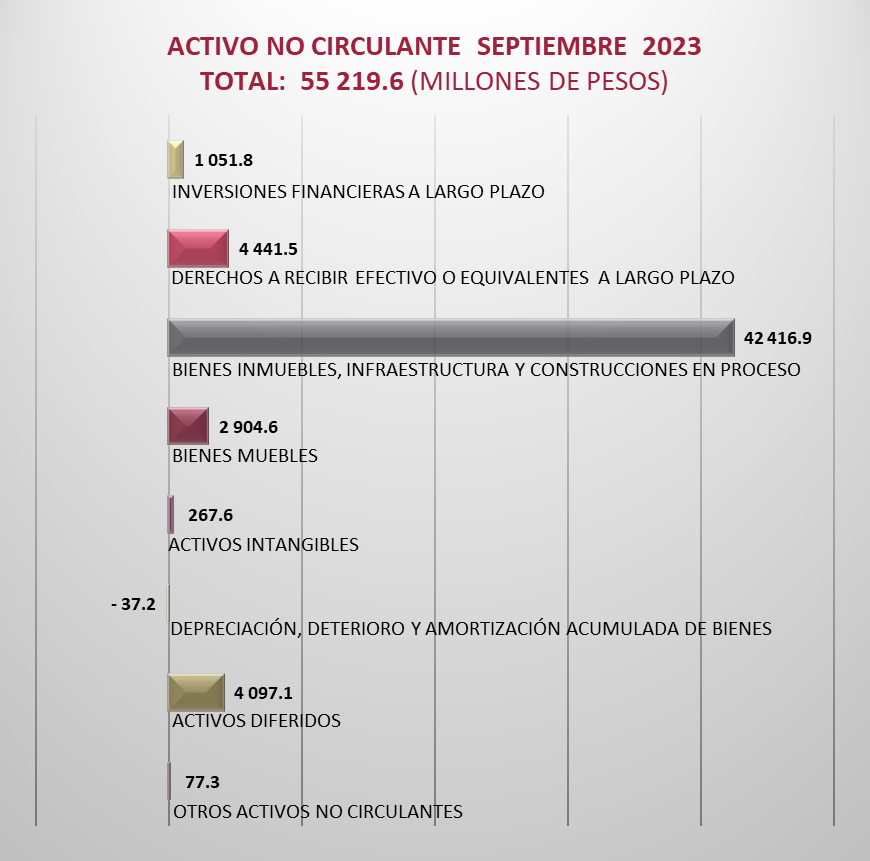 ACTIVO NO CIRCULANTE SEPTIEMBRE 2023
TOTAL: 55 219.6 (MILLONES DE PESOS)
1 051.8
INVERSIONES FINANCIERAS A LARGO PLAZO
4 441.5
DERECHOS A RECIBIR EFECTIVO O EQUIVALENTES A LARGO PLAZO
42 416.9
BIENES INMUEBLES, INFRAESTRUCTURA Y CONSTRUCCIONES EN PROCESO
2 904.6
BIENES MUEBLES
267.6
ACTIVOS INTANGIBLES
- 37.2
DEPRECIACIÓN, DETERIORO Y AMORTIZACIÓN ACUMULADA DE BIENES
4 097.1
ACTIVOS DIFERIDOS
77.3
OTROS ACTIVOS NO CIRCULANTES